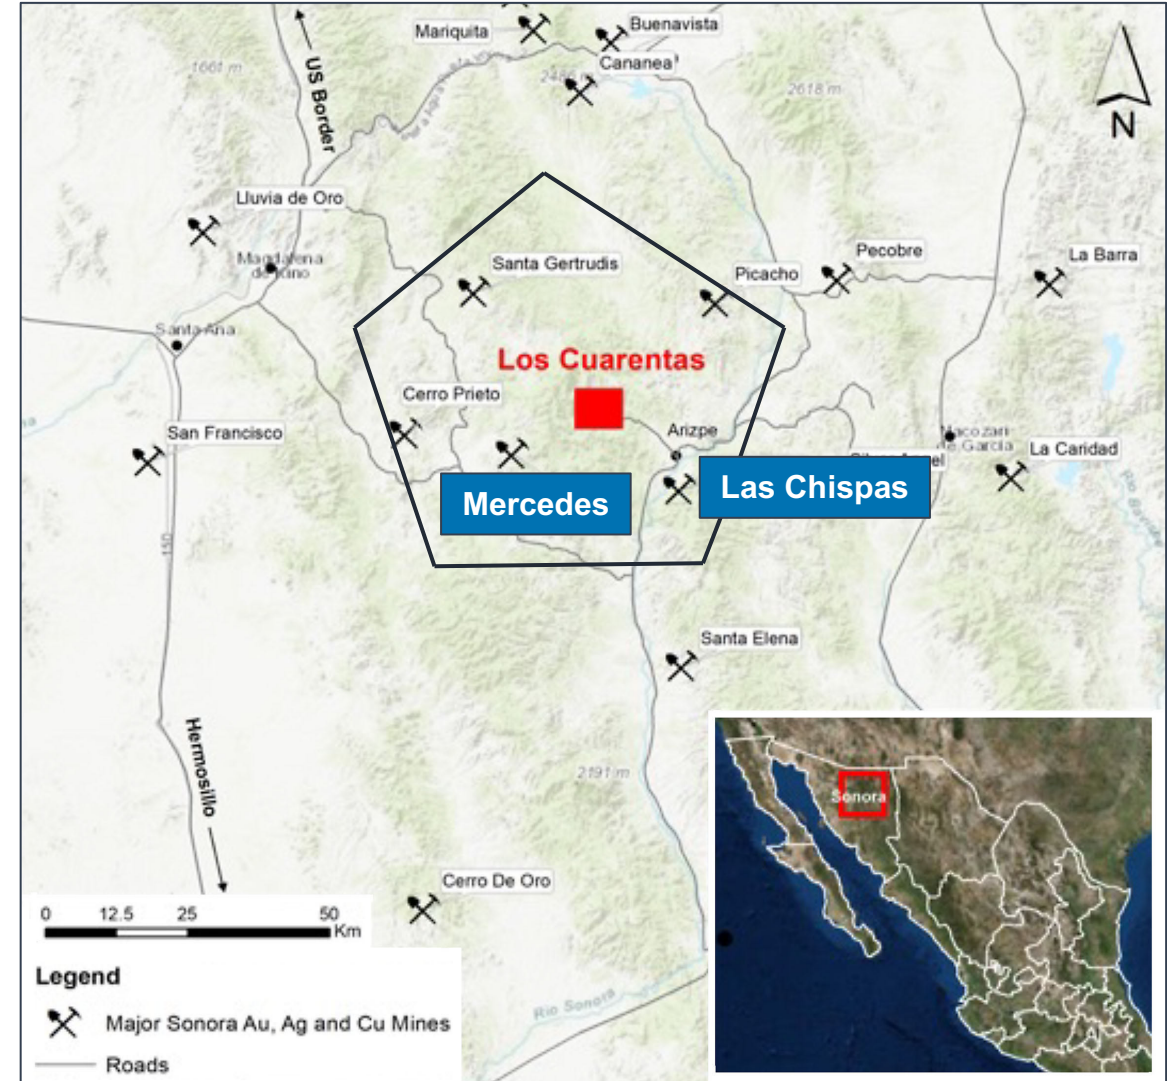 Mariquita
Buenavista
Cananea
1661 m
2618 m
US Border
N
Lluvia de Oro
Magdalena
de Kino
Santa Gertrudis
Picacho
Pecobre
La Barra
Santa Ana
Los Cuarentas
Cerro Prieto
San Francisco
Arizpe
Nacozari
de Garcia
La Caridad
Mercedes
Las Chispas
Santa Elena
Hermosillo
2191 m
Sonora
Cerro De Oro
0 12.5 25 50
Km
Legend
Major Sonora Au, Ag and Cu Mines
Roads
Rio Sonora